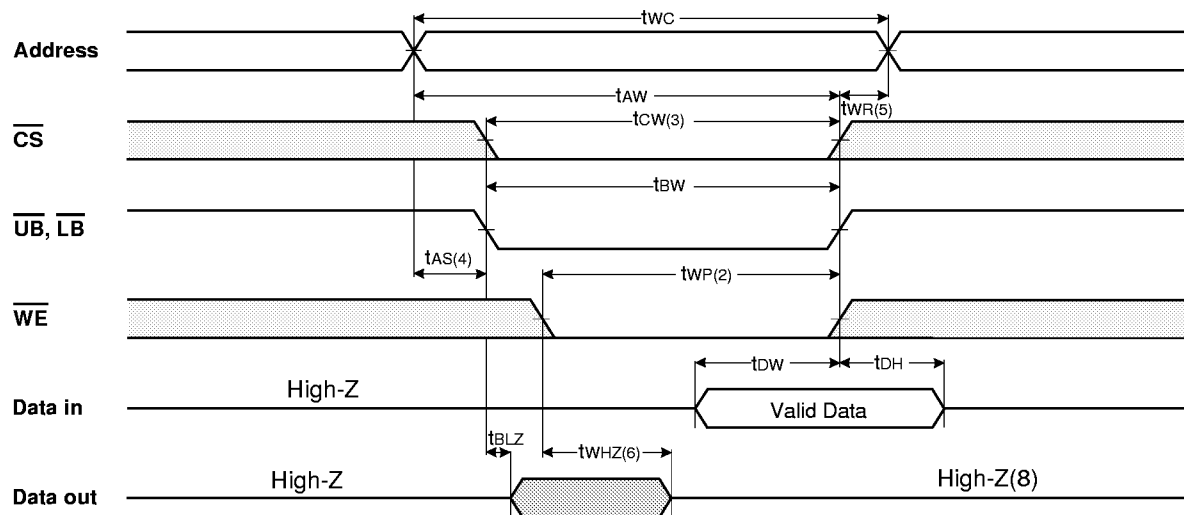 tWC
Address
tAW
tWR(5)
CS
tCW(3)
tBW
UB, LB
tAS(4)
tWP(2)
WE
tDW
tDH
High-Z
Data in
Valid Data
tBLZ
tWHZ(6)
High-Z
High-Z(8)
Data out